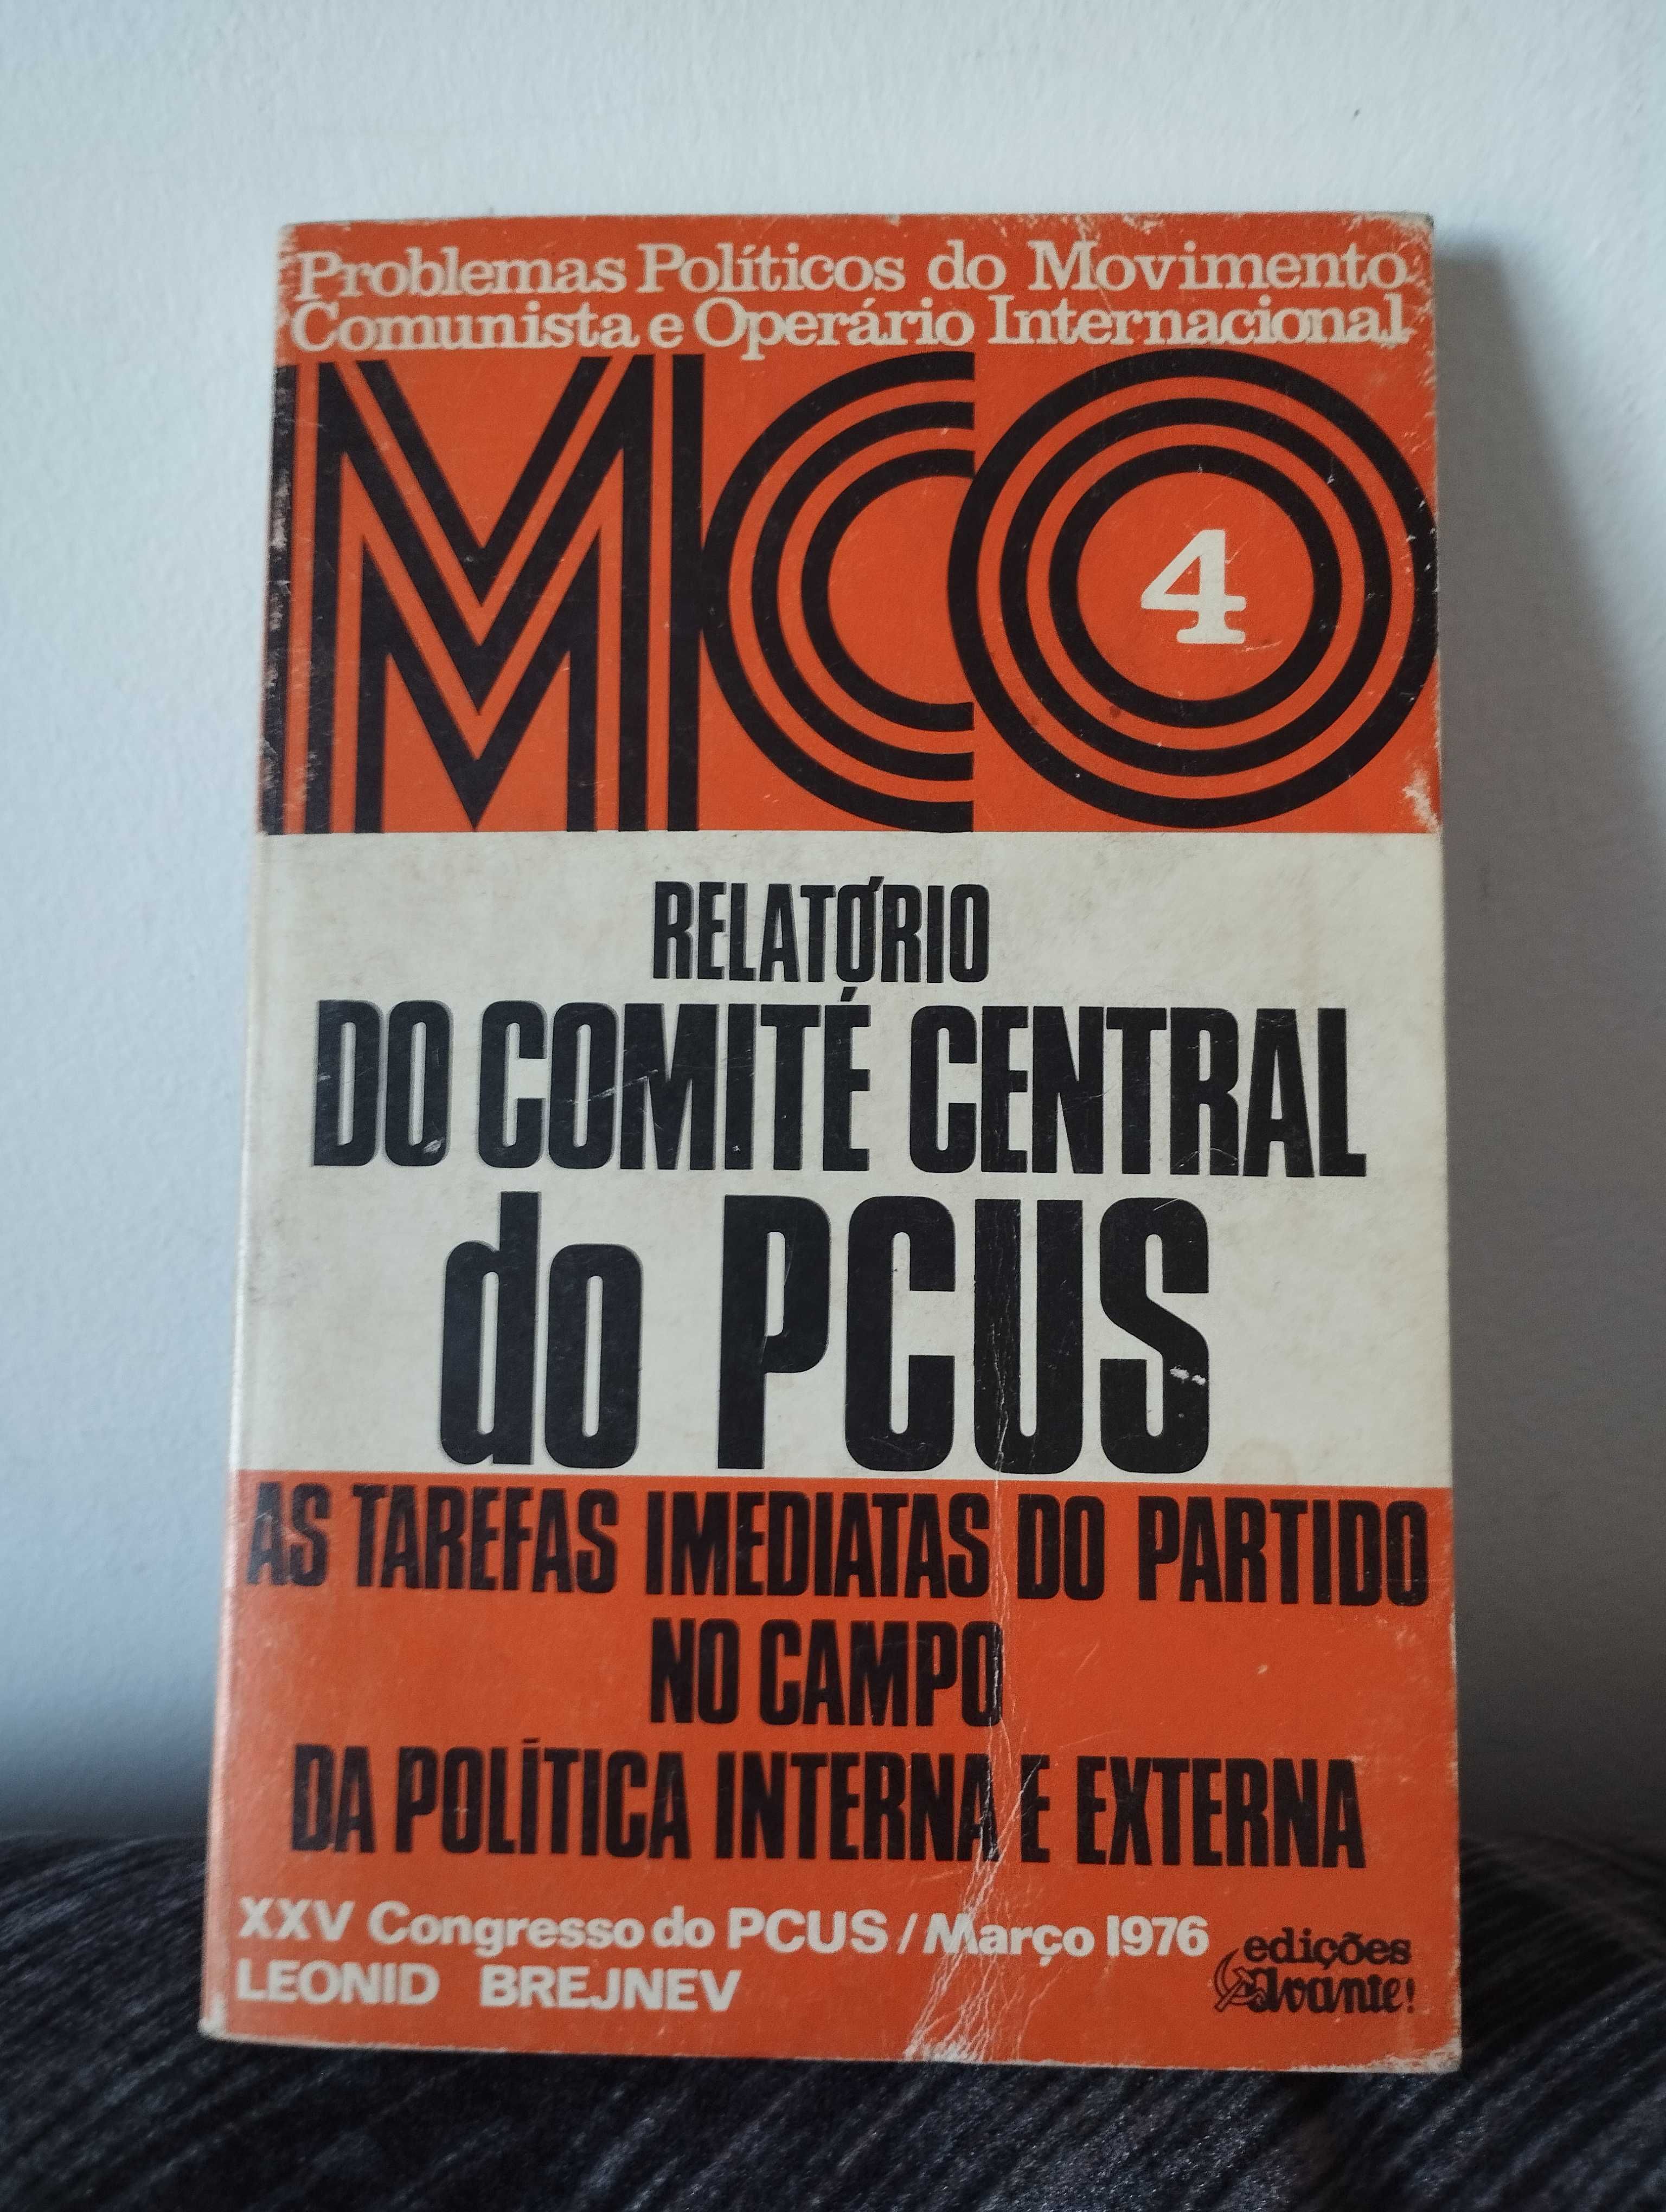 Problemas Políticos do Movimento
Comunista e Operário Internacional
MCO
4
RELATÓRIO
DO COMITÉ CENTRAL
do PCUS
AS TAREFAS IMEDIATAS DO PARTIDO
NO CAMPO
DA POLÍTICA INTERNA E EXTERNA
XXV Congresso do PCUS / Março 1976
LEONID BREJNEV
edições
avante!